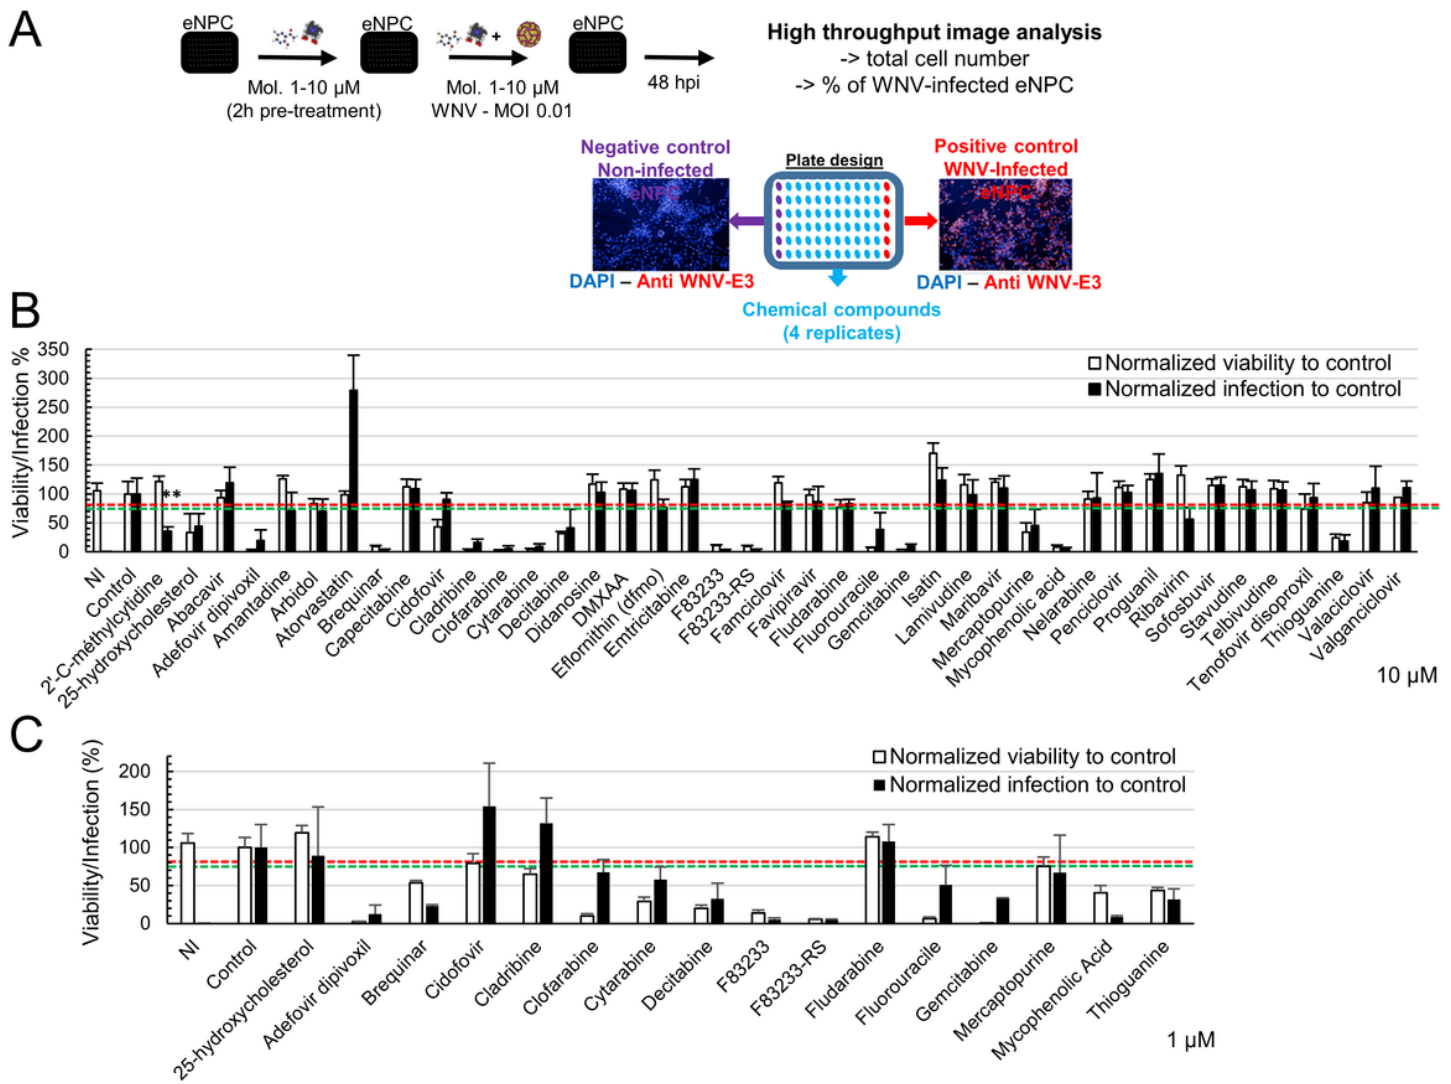 A
eNPC
eNPC
eNPC
+
Mol. 1-10 µM
(2h pre-treatment)
Mol. 1-10 µM
WNV - MOI 0.01
48 hpi
High throughput image analysis
-> total cell number
-> % of WNV-infected eNPC
Negative control
Non-infected
eNPC
DAPI – Anti WNV-E3
Plate design
Positive control
WNV-Infected
eNPC
DAPI – Anti WNV-E3
Chemical compounds
(4 replicates)
B
Viability/Infection %
350
300
250
200
150
100
50
0
Normalized viability to control
Normalized infection to control
**
NI
Control
2'-C-méthylcytidine
25-hydroxycholesterol
Abacavir
Adefovir dipivoxil
Amantadine
Arbidol
Atorvastatin
Brequinar
Capecitabine
Cidofovir
Cladribine
Clofarabine
Cytarabine
Decitabine
Didanosine
DMXAA
Eflornithin (dfmo)
Emtricitabine
F83233
F83233-RS
Famciclovir
Favipiravir
Fludarabine
Fluorouracile
Gemcitabine
Isatin
Lamivudine
Maribavir
Mercaptopurine
Mycophenolic acid
Nelarabine
Penciclovir
Proguanil
Ribavirin
Sofosbuvir
Stavudine
Telbivudine
Tenofovir disoproxil
Thioguanine
Valaciclovir
Valganciclovir
10 µM
C
Viability/Infection (%)
200
150
100
50
0
Normalized viability to control
Normalized infection to control
NI
Control
25-hydroxycholesterol
Adefovir dipivoxil
Brequinar
Cidofovir
Cladribine
Clofarabine
Cytarabine
Decitabine
F83233
F83233-RS
Fludarabine
Fluorouracile
Gemcitabine
Mercaptopurine
Mycophenolic Acid
Thioguanine
1 µM